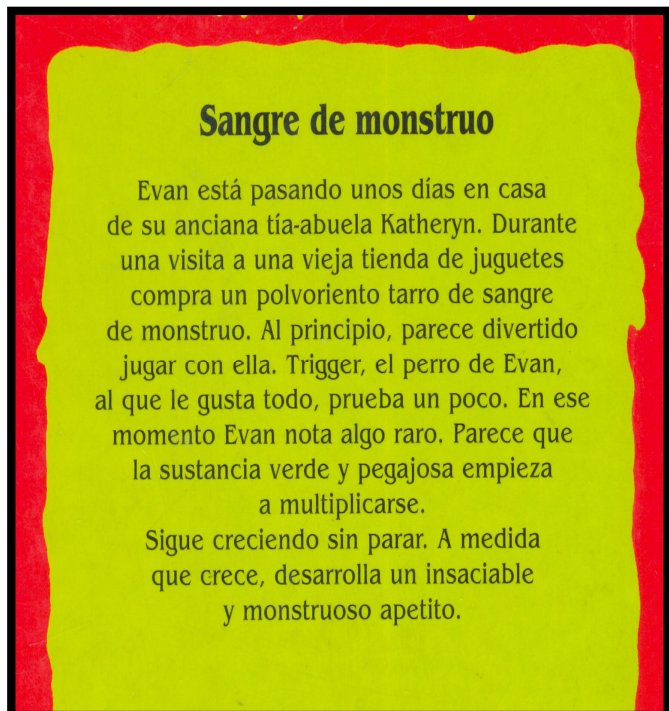 Sangre de monstruo
Evan está pasando unos días en casa
de su anciana tía-abuela Katheryn. Durante
una visita a una vieja tienda de juguetes
compra un polvoriento tarro de sangre
de monstruo. Al principio, parece divertido
jugar con ella. Trigger, el perro de Evan,
al que le gusta todo, prueba un poco. En ese
momento Evan nota algo raro. Parece que
la sustancia verde y pegajosa empieza
a multiplicarse.
Sigue creciendo sin parar. A medida
que crece, desarrolla un insaciable
y monstruoso apetito.